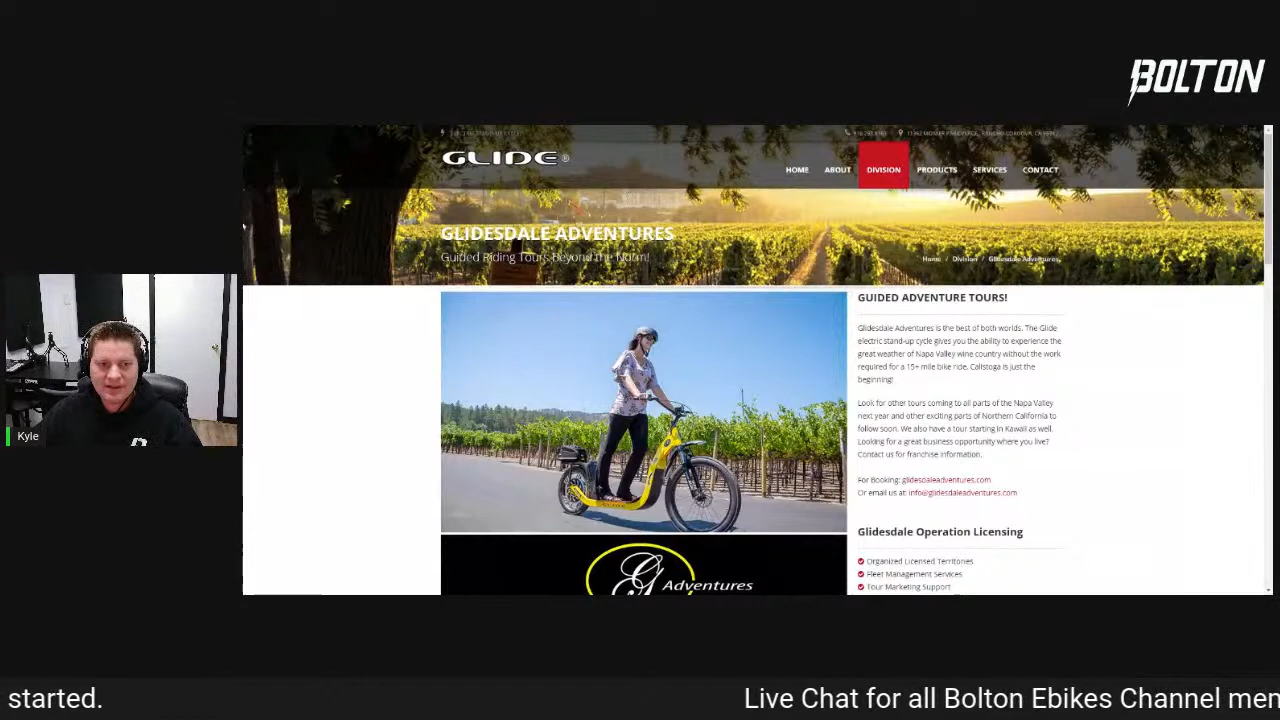 BOLTON
GLIDE®
HOME ABOUT DIVISION PRODUCTS SERVICES CONTACT
GLIDESDALE ADVENTURES
Guided Riding Tours Beyond the Norm!
Home / Division / Glidesdale Adventures
GUIDED ADVENTURE TOURS!
Glidesdale Adventures is the best of both worlds. The Glide
electric stand-up cycle gives you the ability to experience the
great weather of Napa Valley wine country without the work
required for a 15+ mile bike ride. Calistoga is just the
beginning!
Look for other tours coming to all parts of the Napa Valley
next year and other exciting parts of Northern California to
follow soon. We also have a tour starting in Kawaii as well.
Looking for a great business opportunity where you live?
Contact us for franchise information.
For Booking: glidesdaleadventures.com
Or email us at: info@glidesdaleadventures.com
Glidesdale Operation Licensing
Organized Licensed Territories
Fleet Management Services
Tour Marketing Support
G Adventures
Kyle
started.
Live Chat for all Bolton Ebikes Channel mem